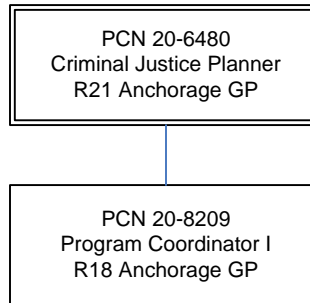 PCN 20-6480
Criminal Justice Planner
R21 Anchorage GP
PCN 20-8209
Program Coordinator I
R18 Anchorage GP